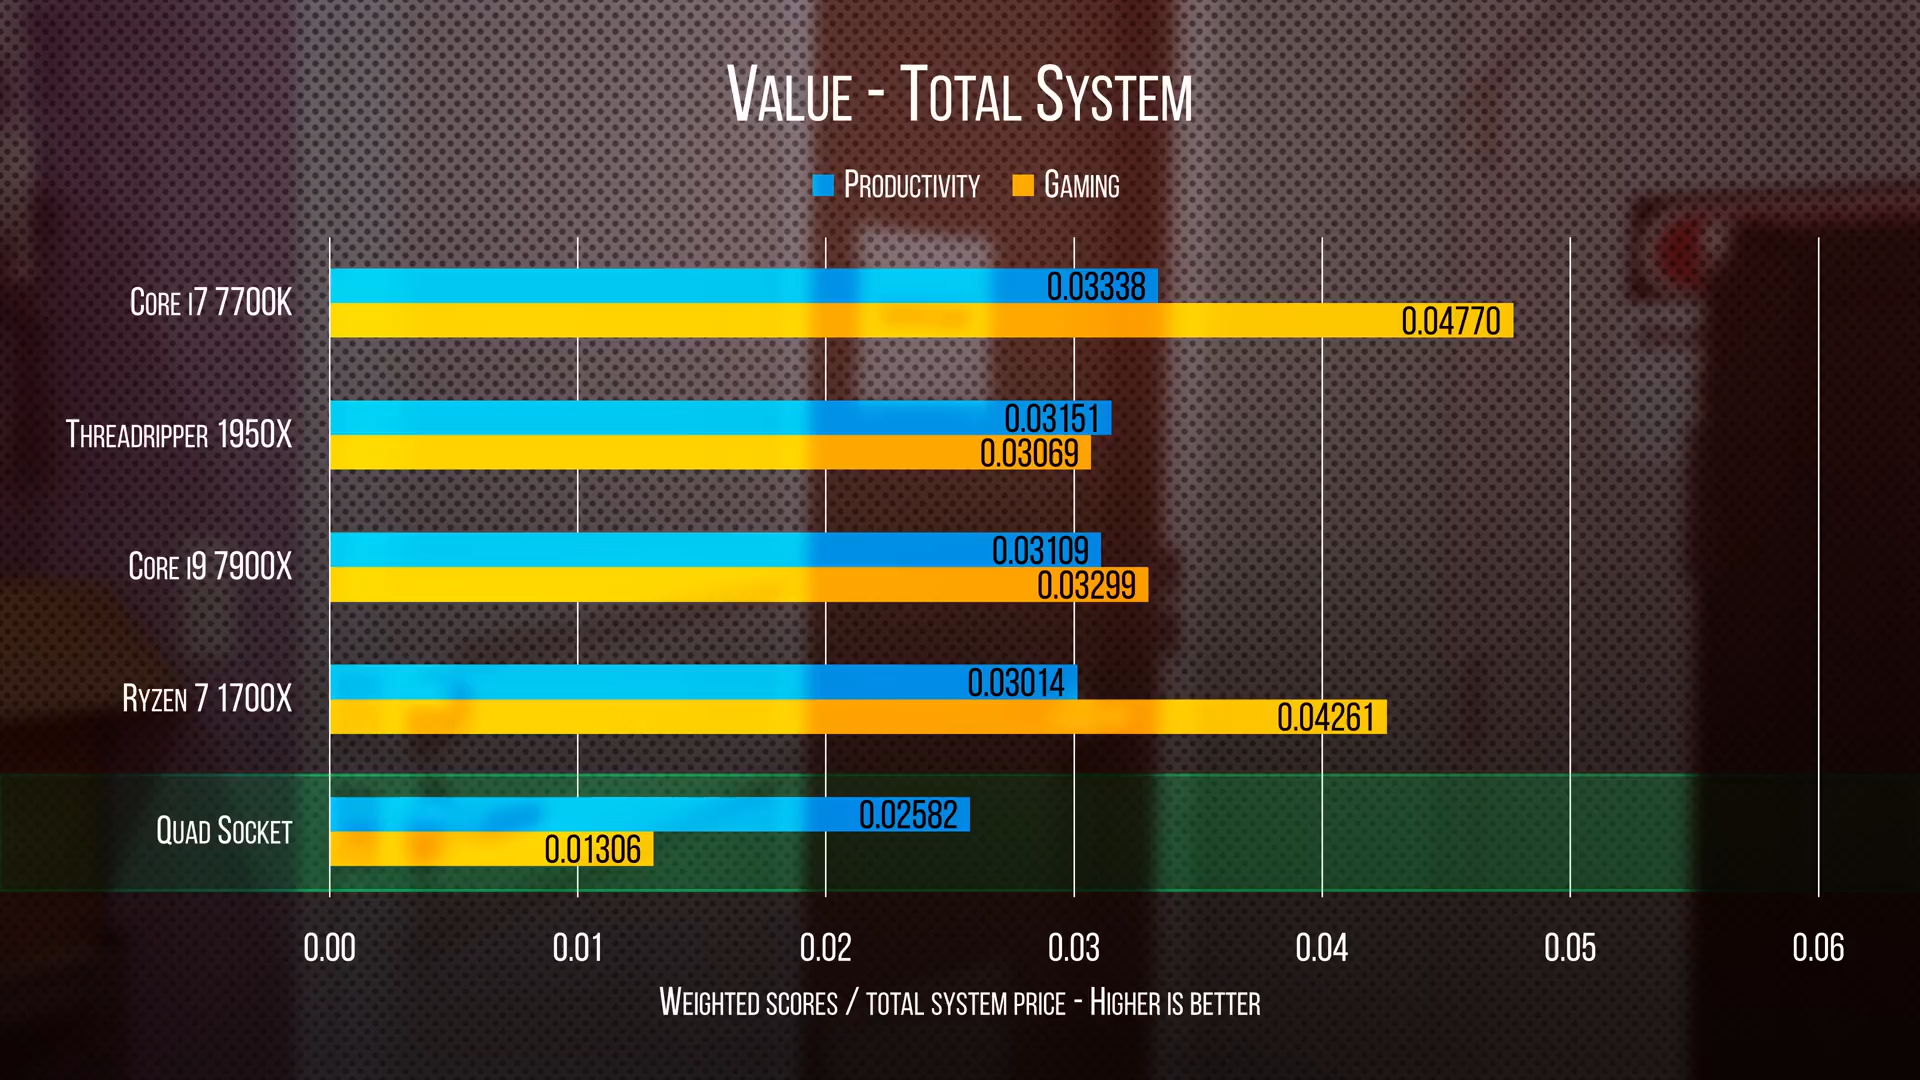 Value - Total System
Productivity Gaming
Core i7 7700K
0.03338
0.04770
Threadripper 1950X
0.03151
0.03069
Core i9 7900X
0.03109
0.03299
Ryzen 7 1700X
0.03014
0.04261
Quad Socket
0.02582
0.01306
0.00 0.01 0.02 0.03 0.04 0.05 0.06
Weighted scores / total system price - Higher is better